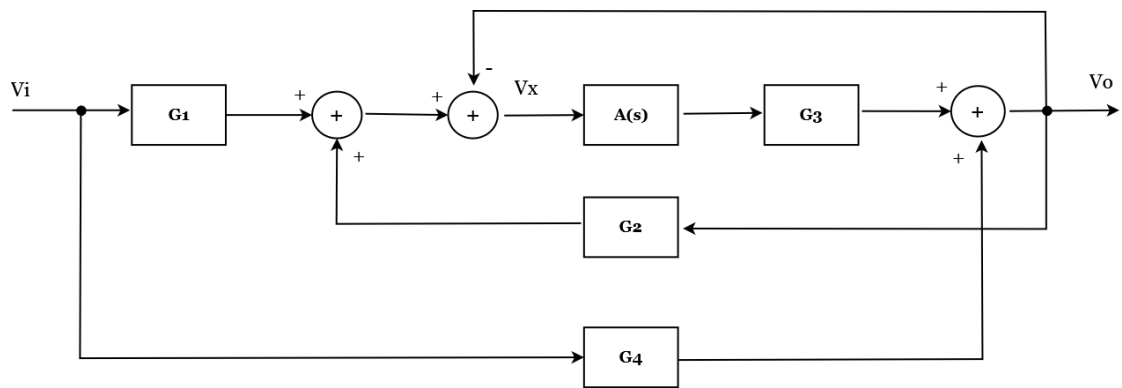 -
Vi
Vx
Vo
+
+
+
G1
+
+
A(s)
G3
+
+
+
G2
G4